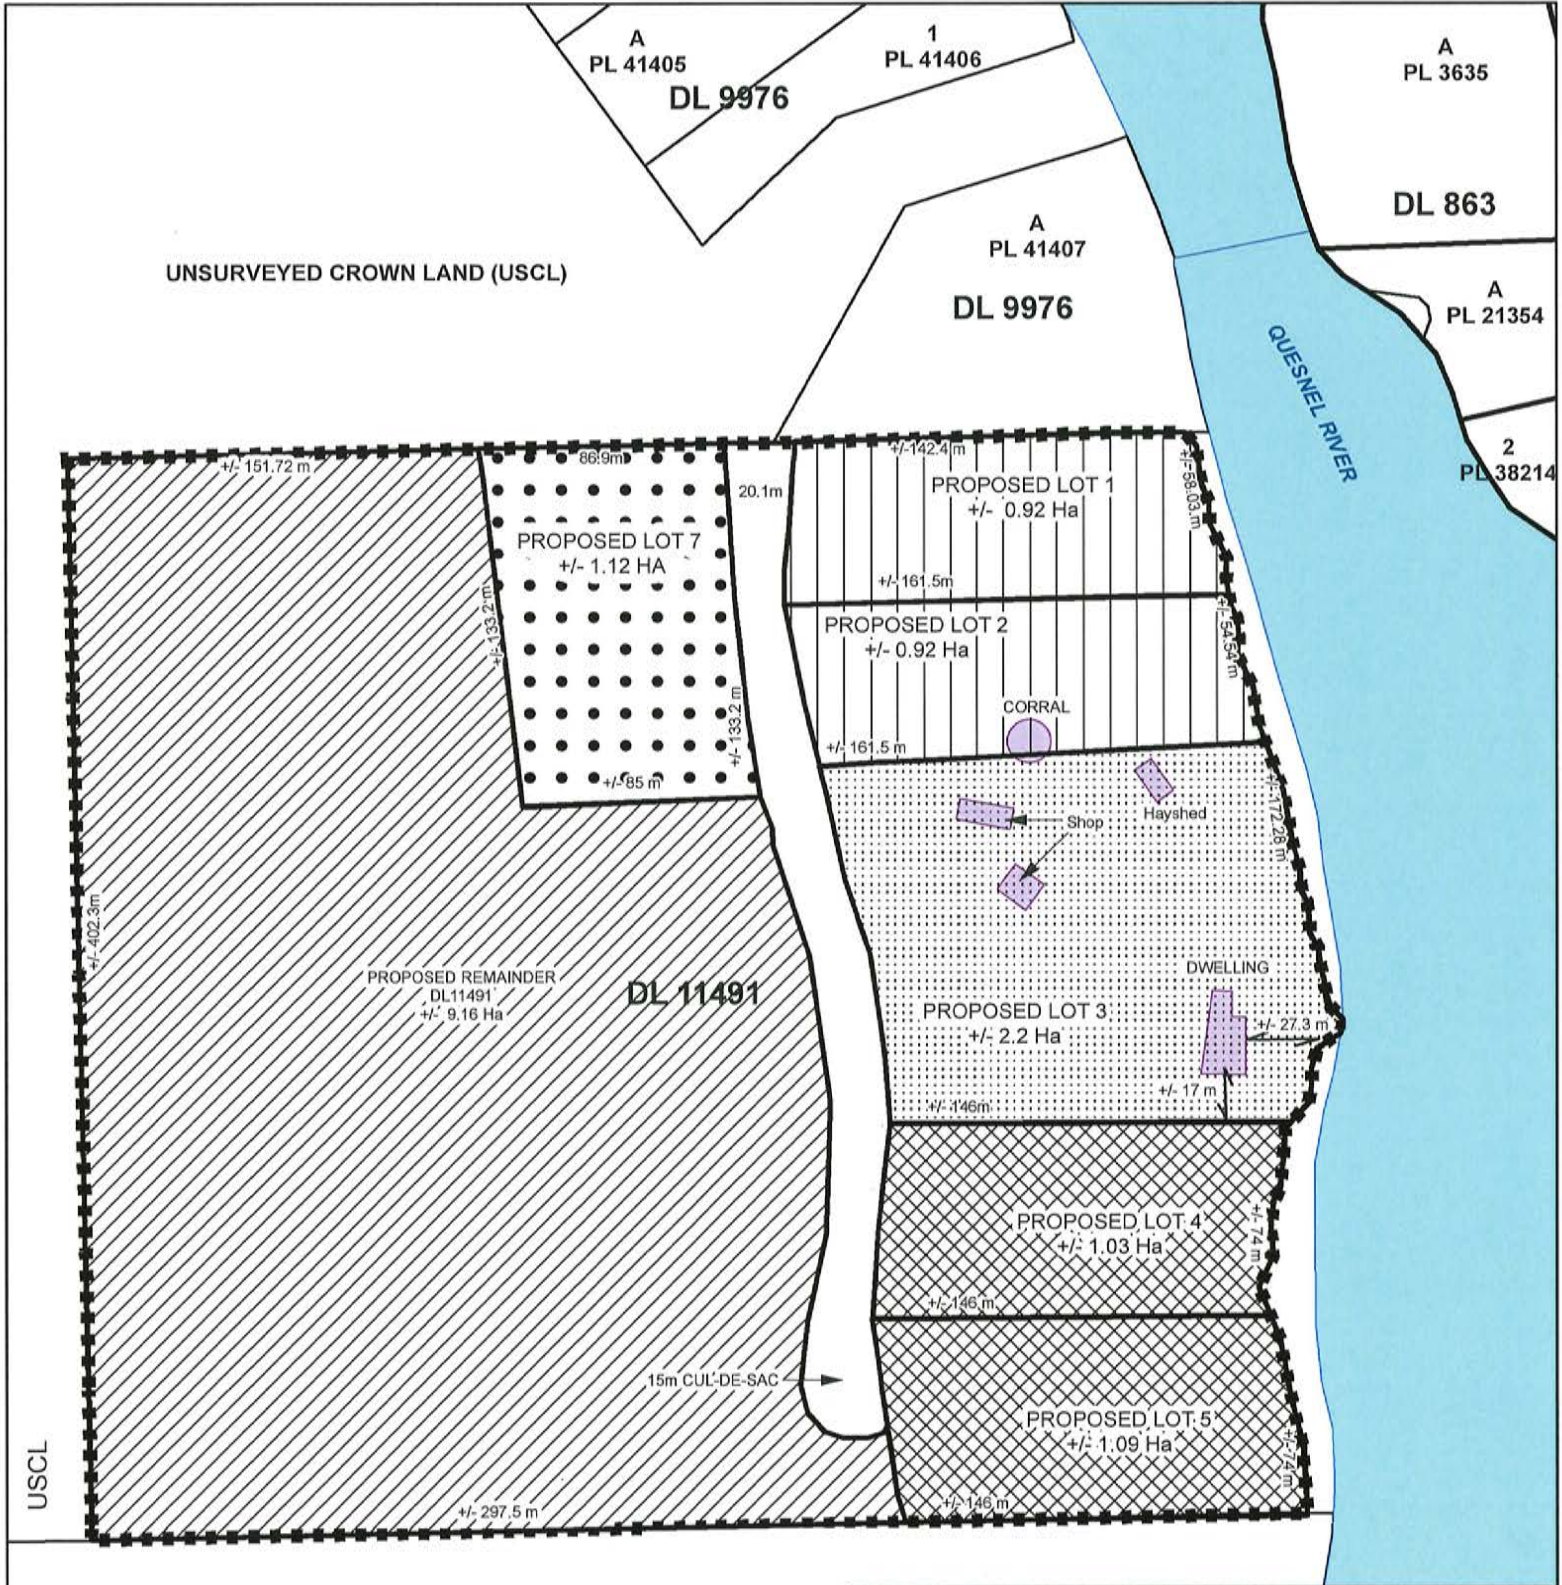 A
PL 41405
DL 9976
1
PL 41406
A
PL 3635
DL 863
A
PL 41407
DL 9976
UNSURVEYED CROWN LAND (USCL)
A
PL 21354
QUESNEL RIVER
2
PL 38214
+/- 151.72 m
86.9m
20.1m
+/-142.4 m
+/-58.03 m
PROPOSED LOT 1
+/- 0.92 Ha
PROPOSED LOT 7
+/- 1.12 HA
+/- 161.5m
+/- 133.2 m
+/- 54.54 m
PROPOSED LOT 2
+/- 0.92 Ha
CORRAL
+/- 133.2 m
+/- 161.5 m
+/- 85 m
+/- 172.28 m
Hayshed
Shop
+/- 402.3m
PROPOSED REMAINDER
DL11491
+/- 9.16 Ha
DL 11491
DWELLING
PROPOSED LOT 3
+/- 2.2 Ha
+/- 27.3 m
+/- 17 m
+/- 146m
PROPOSED LOT 4
+/- 1.03 Ha
+/- 74 m
+/- 146 m
15m CUL-DE-SAC
PROPOSED LOT 5
+/- 1.09 Ha
+/- 74 m
USCL
+/- 297.5 m
+/- 146 m